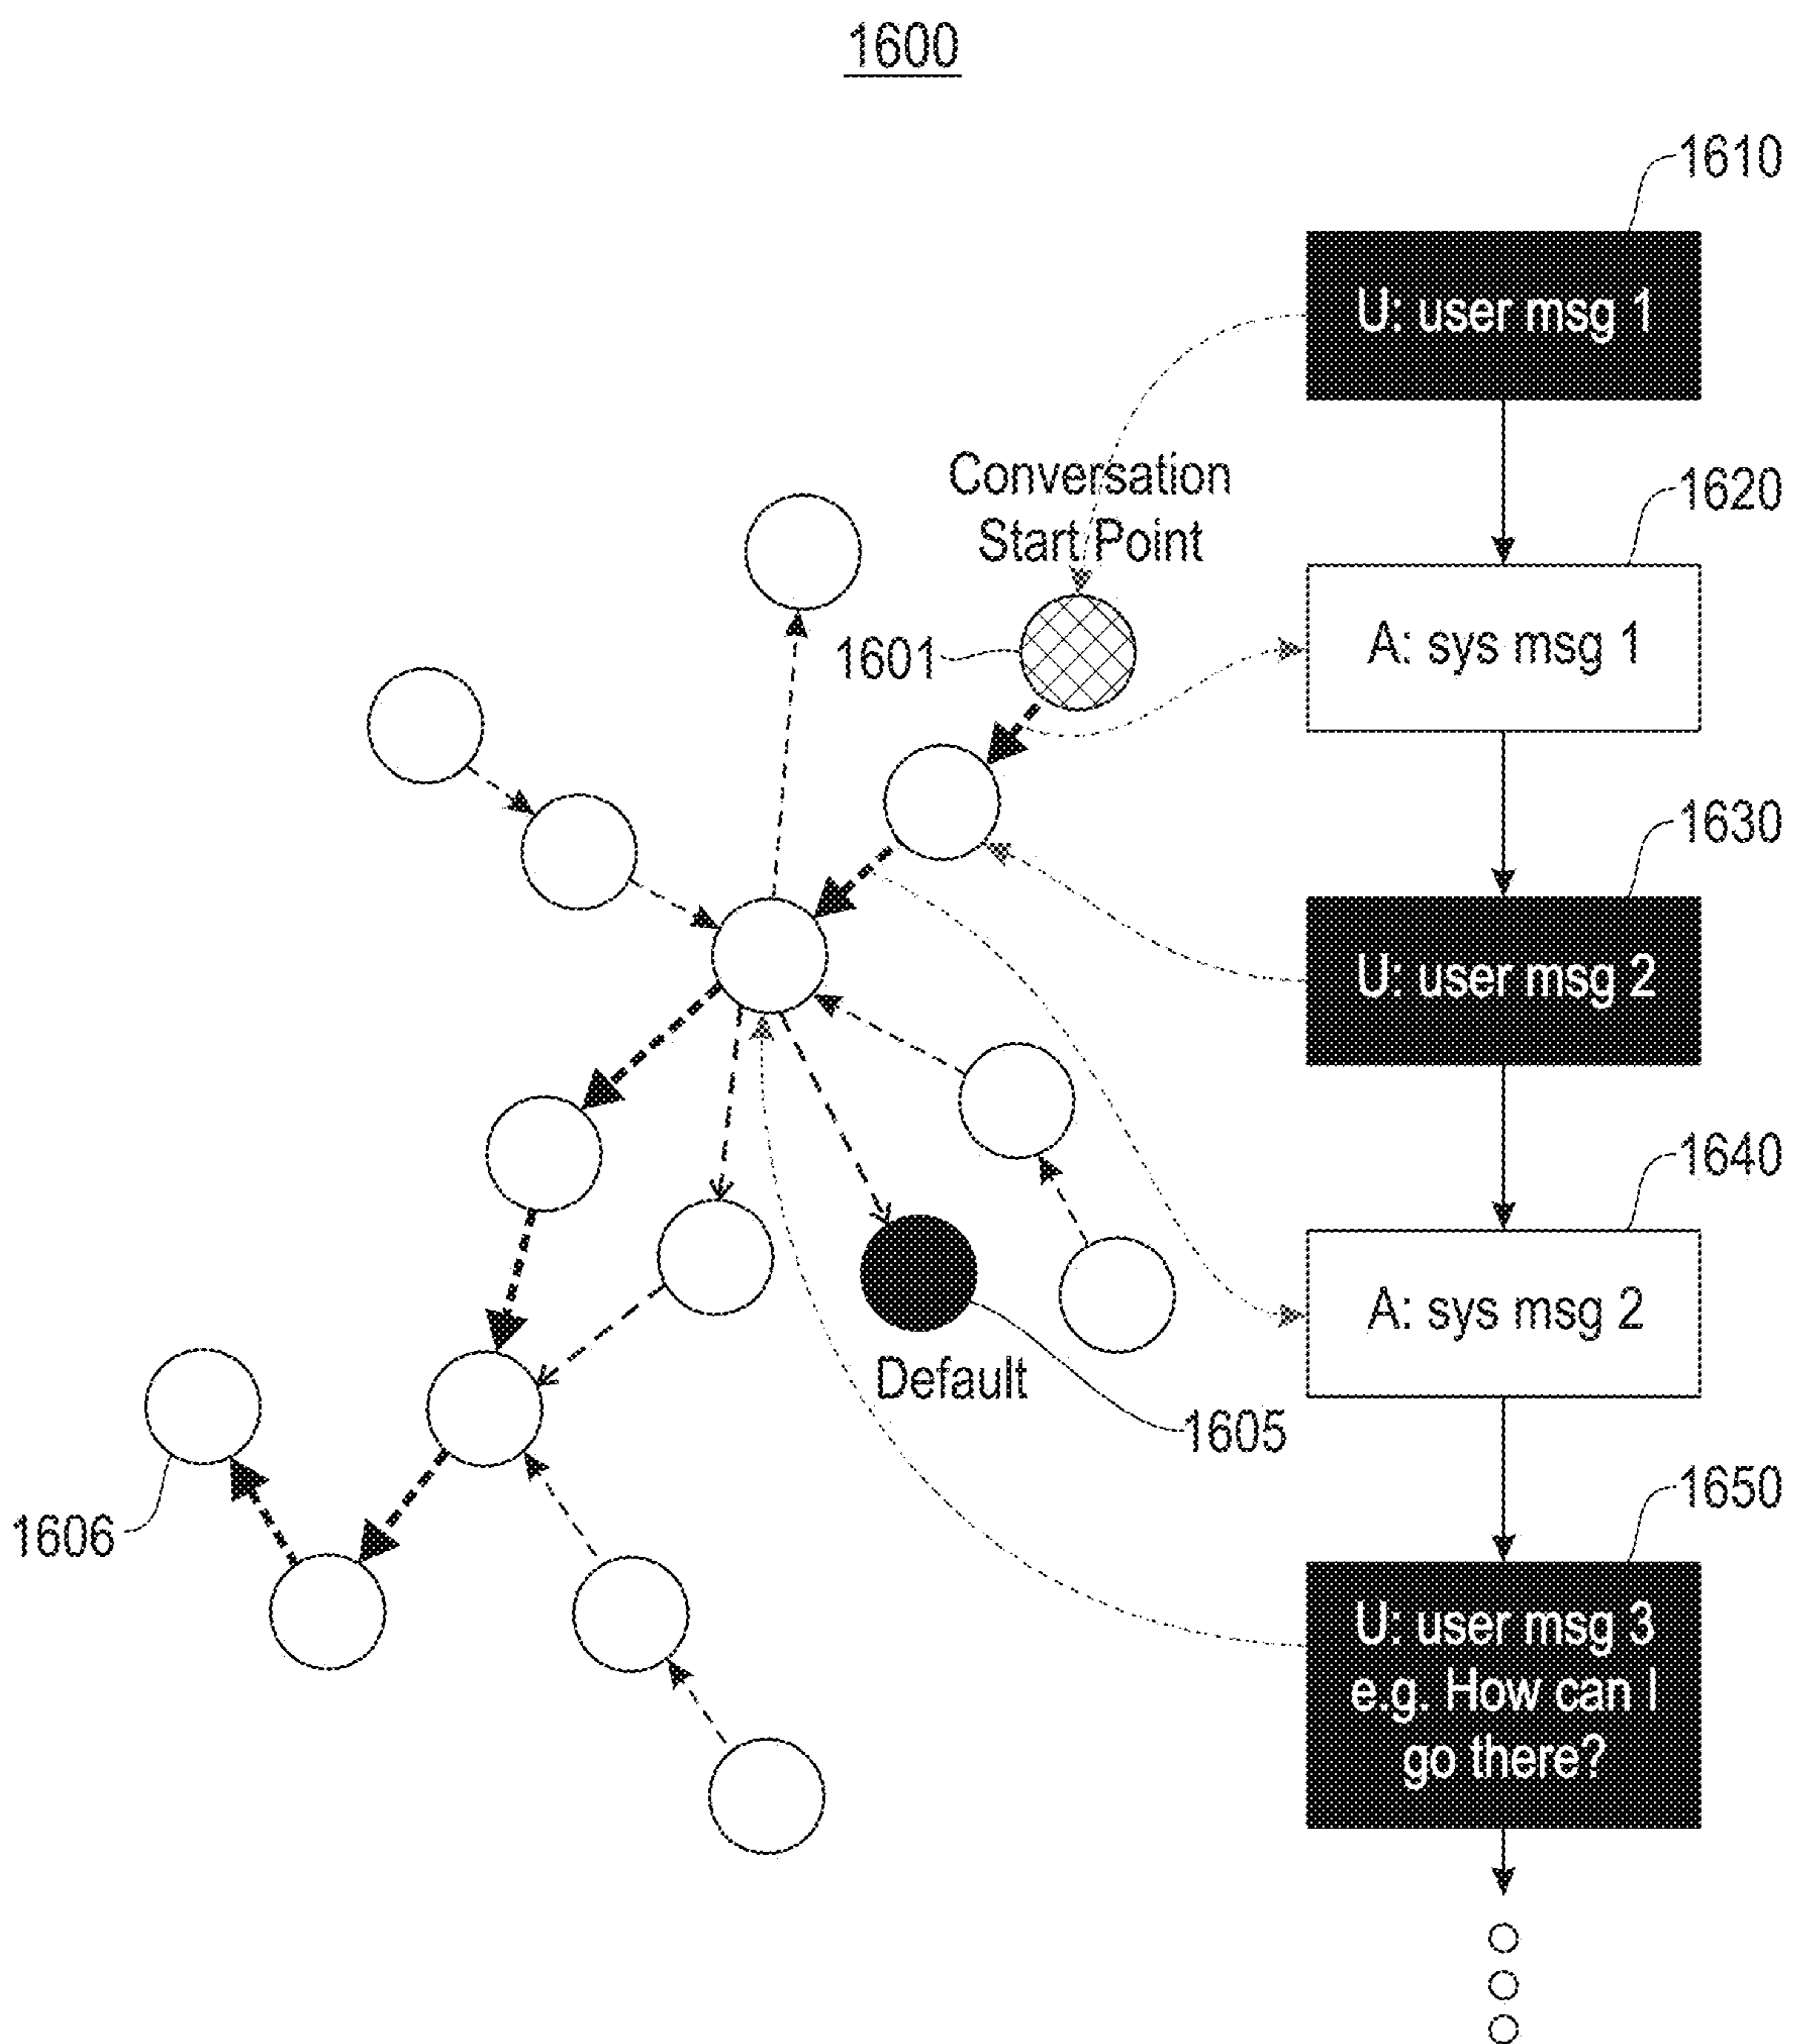 1600
1610
U: user msg 1
Conversation
Start Point
1620
1601
A: sys msg 1
1630
U: user msg 2
1640
A: sys msg 2
Default
1605
1650
1606
U: user msg 3
e.g. How can I
go there?